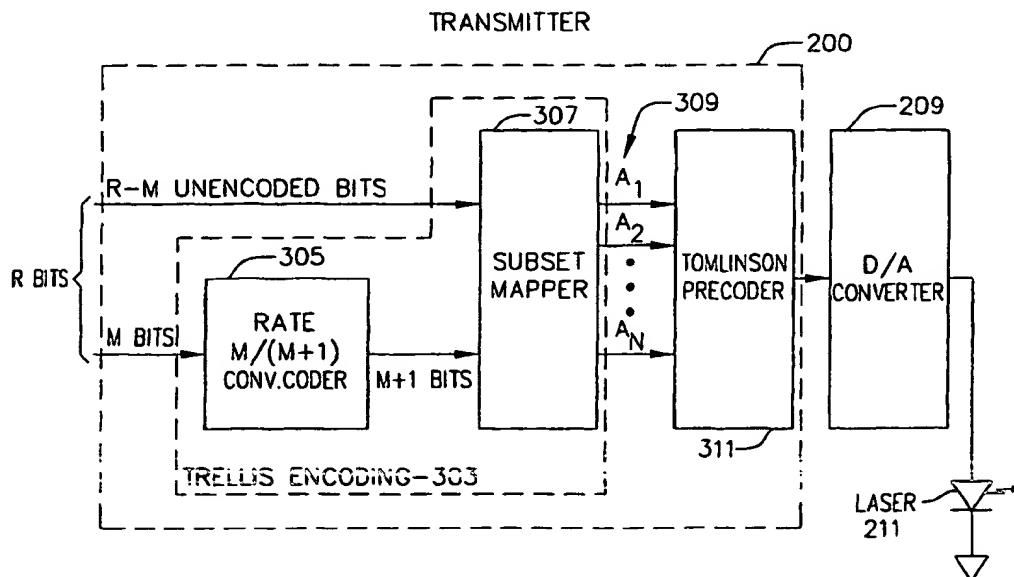 TRANSMITTER
200
307
309
209
R-M UNENCODED BITS
A1
A2
305
R BITS
SUBSET
MAPPER
TOMLINSON
PRECODER
D/A
CONVERTER
M BITS
RATE
M/(M+1)
CONV.CODER
M+1 BITS
AN
311
TRELLIS ENCODING-303
LASER
211